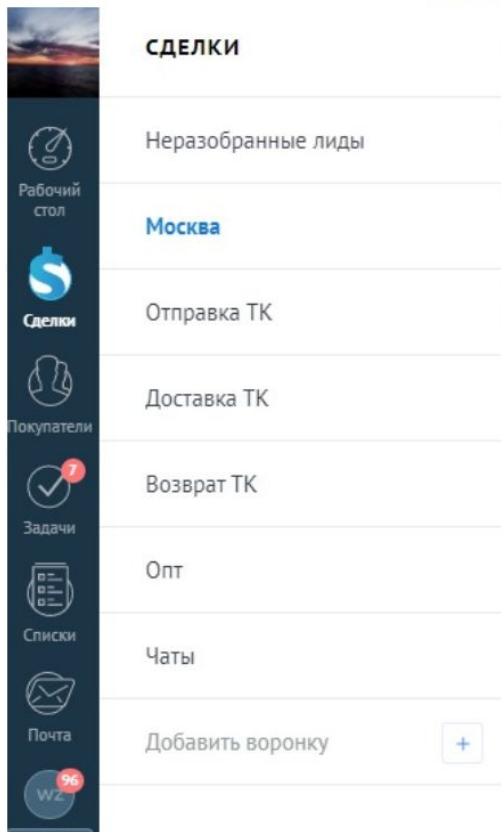 СДЕЛКИ
Неразобранные лиды
Москва
Отправка ТК
Доставка ТК
Возврат ТК
Опт
Чаты
Добавить воронку +
Рабочий
стол
Сделки
Покупатели
7
Задачи
Списки
Почта
96
WZ